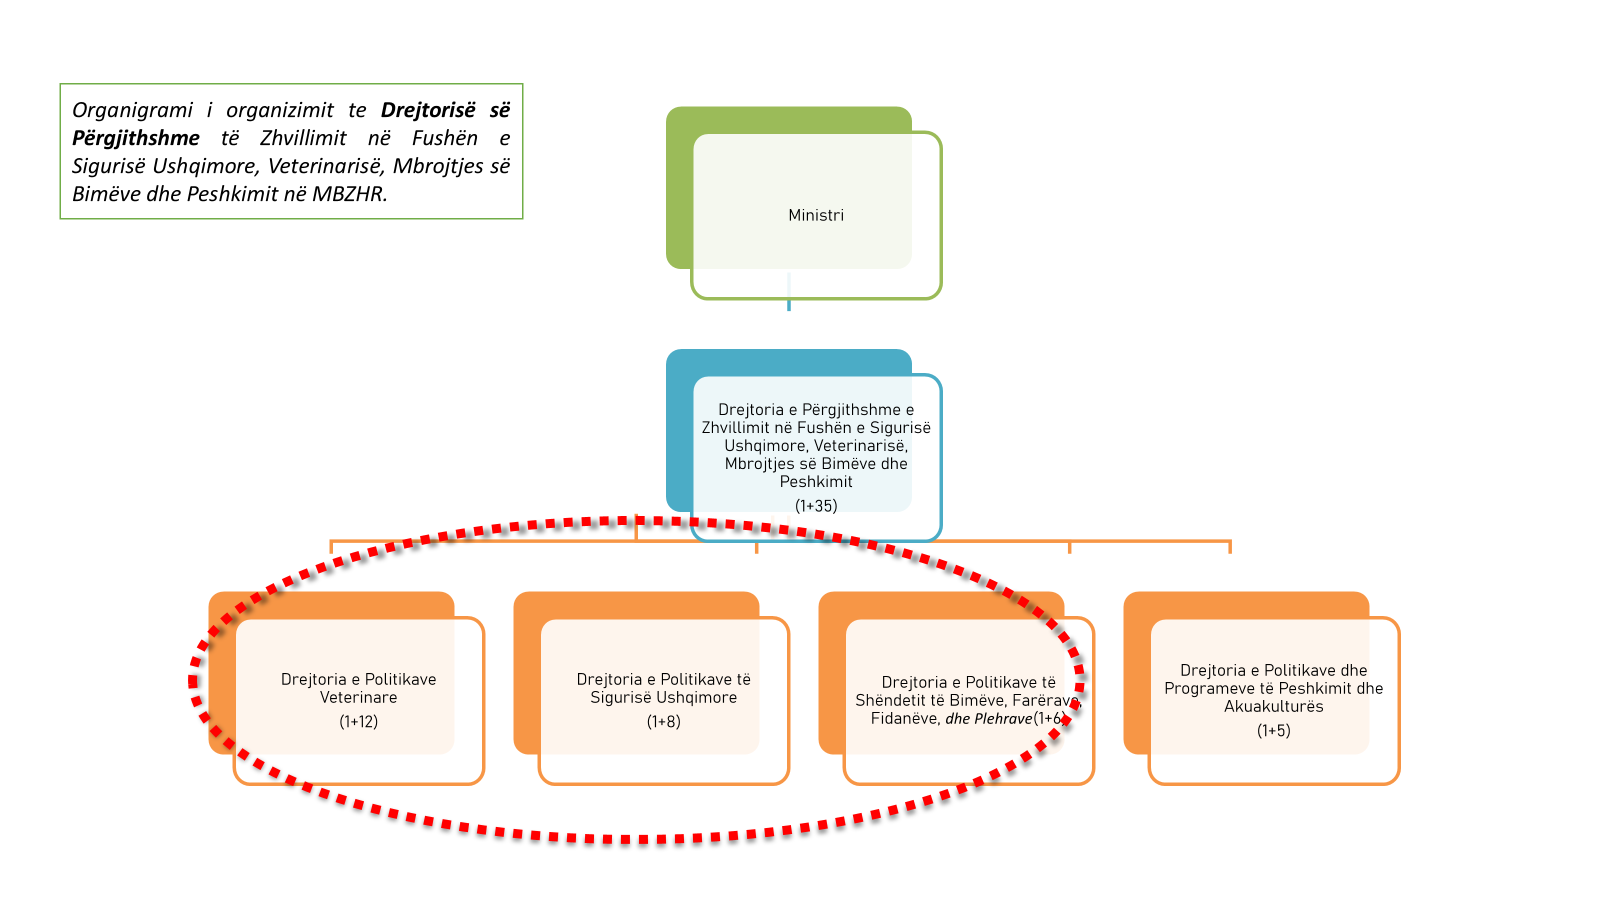 Organigrami i organizimit te Drejtorisë së
Përgjithshme të Zhvillimit në Fushën e
Sigurisë Ushqimore, Veterinarisë, Mbrojtjes së
Bimëve dhe Peshkimit në MBZHR.
Ministri
Drejtoria e Përgjithshme e
Zhvillimit në Fushën e Sigurisë
Ushqimore, Veterinarisë,
Mbrojtjes së Bimëve dhe
Peshkimit
(1+35)
Drejtoria e Politikave
Veterinare
(1+12)
Drejtoria e Politikave të
Sigurisë Ushqimore
(1+8)
Drejtoria e Politikave të
Shëndetit të Bimëve, Farërave,
Fidanëve, dhe Plehrave(1+6)
Drejtoria e Politikave dhe
Programeve të Peshkimit dhe
Akuakulturës
(1+5)